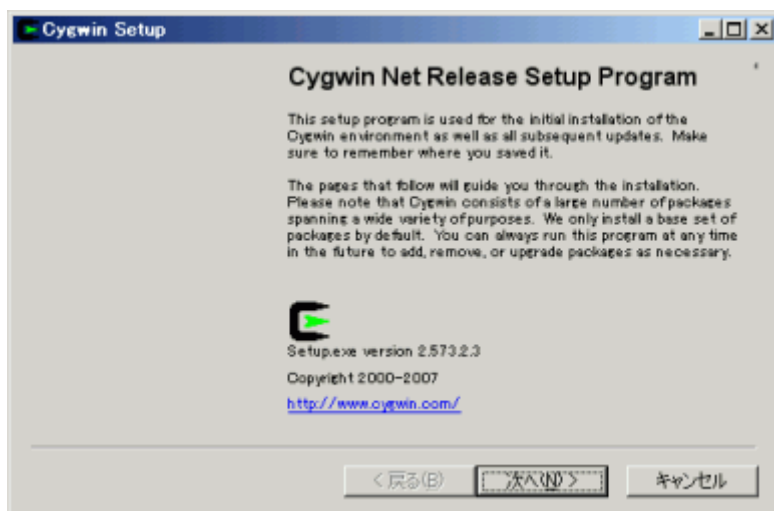 Cygwin Setup
Cygwin Net Release Setup Program
This setup program is used for the initial installation of the
Cygwin environment as well as all subsequent updates. Make
sure to remember where you saved it.
The pages that follow will guide you through the installation.
Please note that Cygwin consists of a large number of packages
spanning a wide variety of purposes. We only install a base set of
packages by default. You can always run this program at any time
in the future to add, remove, or upgrade packages as necessary.
Setup.exe version 2.573.2.3
Copyright 2000-2007
http://www.cygwin.com/
< 戻る(B)
次へ(N) >
キャンセル